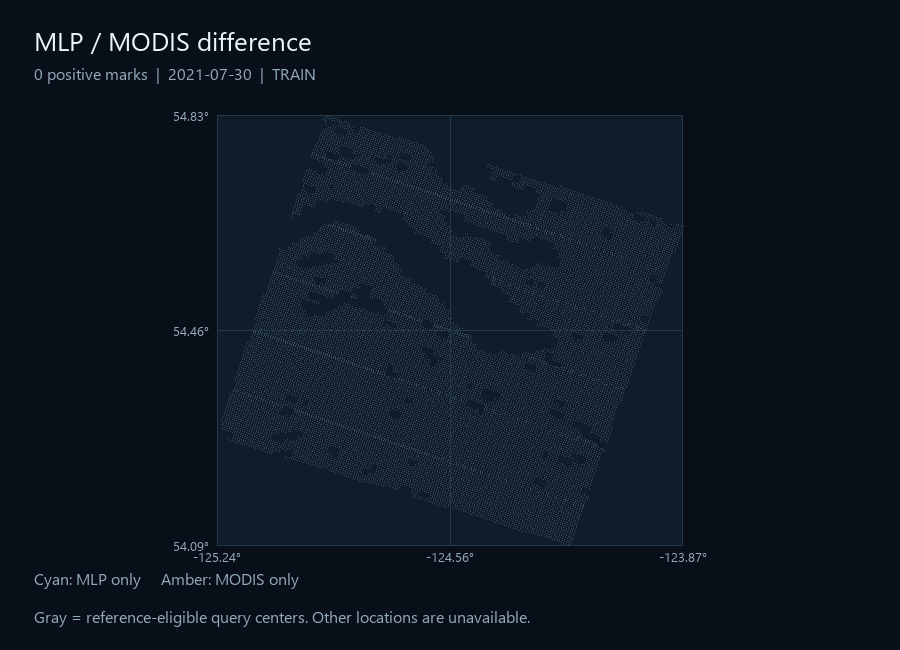 MLP / MODIS difference
0 positive marks | 2021-07-30 | TRAIN
54.83°
54.46°
54.09°
-125.24° -124.56° -123.87°
Cyan: MLP only Amber: MODIS only
Gray = reference-eligible query centers. Other locations are unavailable.